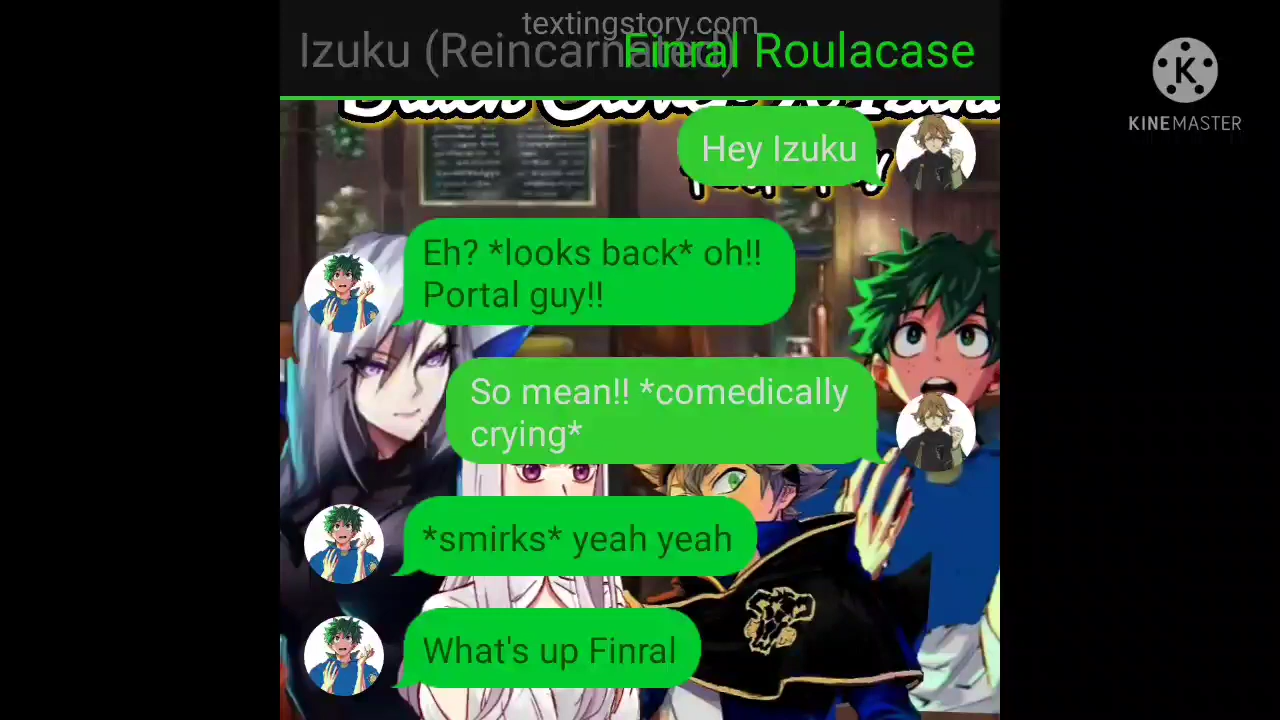 textingstory.com
Izuku (Reincarnated)
Finral Roulacase
K
KINEMASTER
Hey Izuku
Eh? *looks back* oh!!
Portal guy!!
So mean!! *comedically
crying*
*smirks* yeah yeah
What's up Finral